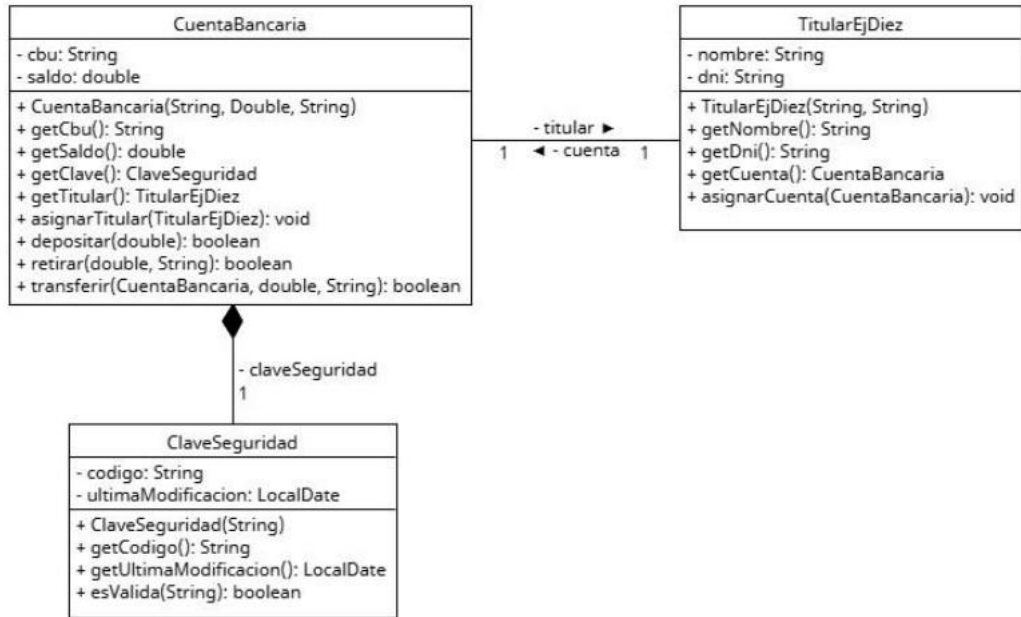 CuentaBancaria
- cbu: String
- saldo: double
+ CuentaBancaria(String, Double, String)
+ getCbu(): String
+ getSaldo(): double
+ getClave(): ClaveSeguridad
+ getTitular(): TitularEjDiez
+ asignarTitular(TitularEjDiez): void
+ depositar(double): boolean
+ retirar(double, String): boolean
+ transferir(CuentaBancaria, double, String): boolean
- titular ►
1 ◄ - cuenta 1
TitularEjDiez
- nombre: String
- dni: String
+ TitularEjDiez(String, String)
+ getNombre(): String
+ getDni(): String
+ getCuenta(): CuentaBancaria
+ asignarCuenta(CuentaBancaria): void
- claveSeguridad
1
ClaveSeguridad
- codigo: String
- ultimaModificacion: LocalDate
+ ClaveSeguridad(String)
+ getCodigo(): String
+ getUltimaModificacion(): LocalDate
+ esValida(String): boolean